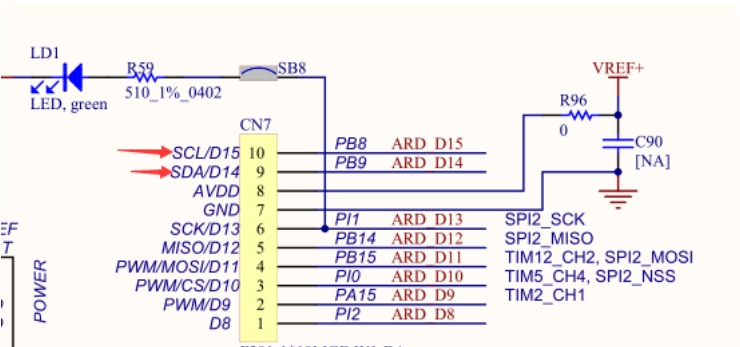 LD1
R59
SB8
LED, green
510_1%_0402
VREF+
R96
0
C90
[NA]
CN7
SCL/D15 10 PB8 ARD_D15
SDA/D14 9 PB9 ARD_D14
AVDD 8
GND 7
SCK/D13 6 PI1 ARD_D13 SPI2_SCK
MISO/D12 5 PB14 ARD_D12 SPI2_MISO
PWM/MOSI/D11 4 PB15 ARD_D11 TIM12_CH2, SPI2_MOSI
PWM/CS/D10 3 PI0 ARD_D10 TIM5_CH4, SPI2_NSS
PWM/D9 2 PA15 ARD_D9 TIM2_CH1
D8 1 PI2 ARD_D8
EF
T
POWER